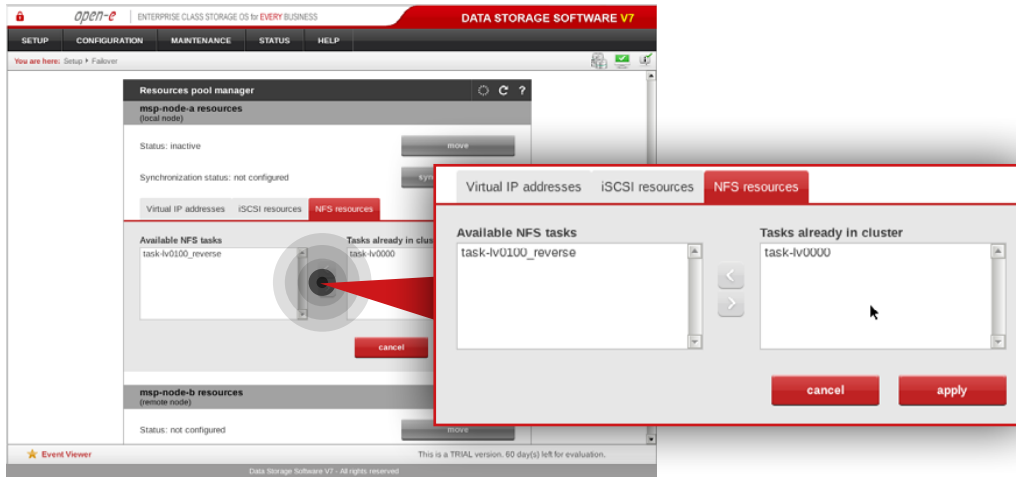 open-e ENTERPRISE CLASS STORAGE OS for EVERY BUSINESS DATA STORAGE SOFTWARE V7
SETUP CONFIGURATION MAINTENANCE STATUS HELP
You are here: Setup Failover
Resources pool manager ?
msp-node-a resources
(local node)
Status: inactive move
Synchronization status: not configured syn
Virtual IP addresses iSCSI resources NFS resources
Available NFS tasks Tasks already in clus
task-lv0100_reverse task-lv0000
cancel
msp-node-b resources
(remote node)
Status: not configured move
Event Viewer This is a TRIAL version. 60 day(s) left for evaluation.
Data Storage Software V7 - All rights reserved
Virtual IP addresses iSCSI resources NFS resources
Available NFS tasks Tasks already in cluster
task-lv0100_reverse < task-lv0000
>
cancel apply